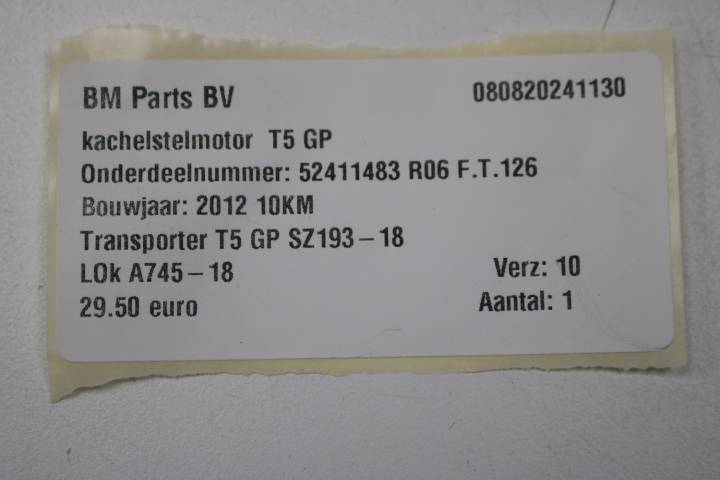 BM Parts BV 080820241130
kachelstelmotor T5 GP
Onderdeelnummer: 52411483 R06 F.T.126
Bouwjaar: 2012 10KM
Transporter T5 GP SZ193-18
LOk A745-18 Verz: 10
29.50 euro Aantal: 1